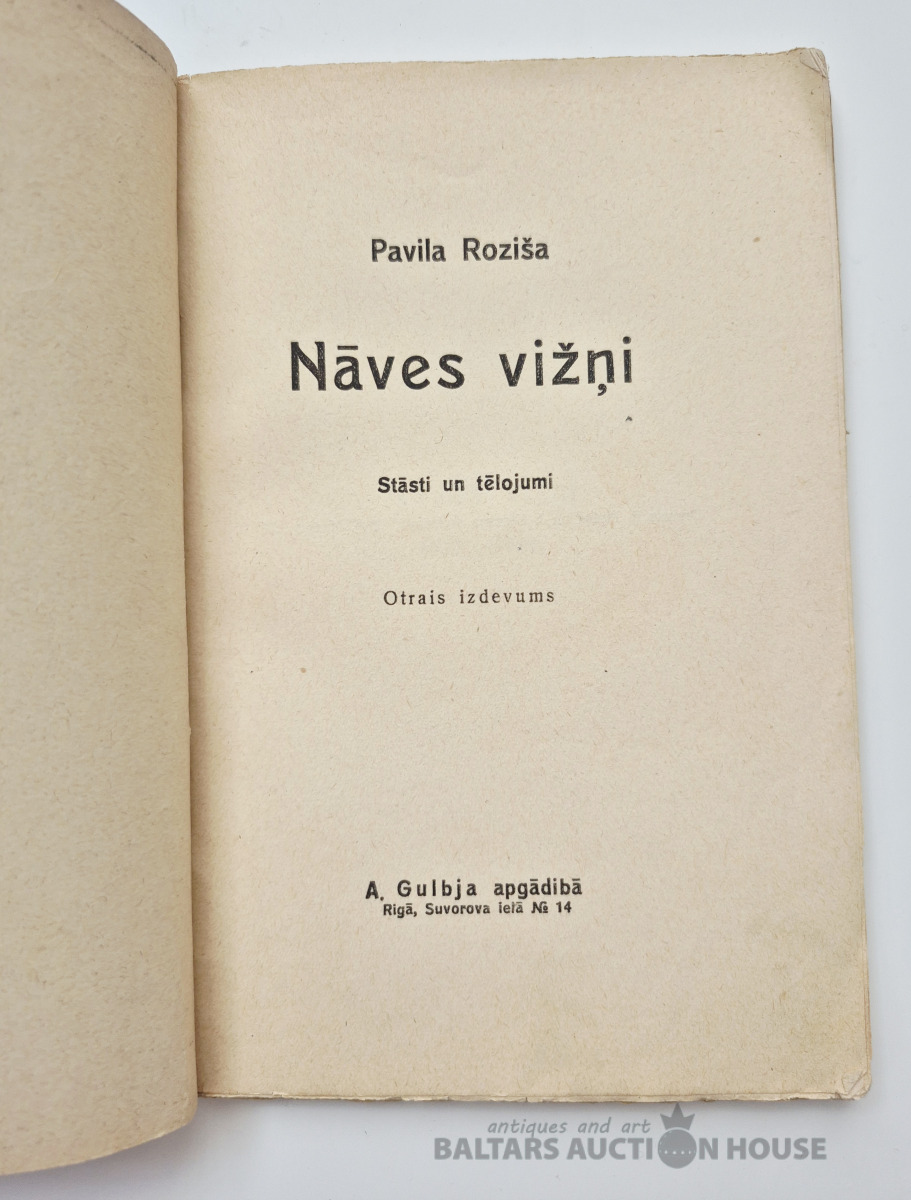 Pavila Roziša
Nāves vižņi
Stāsti un tēlojumi
Otrais izdevums
A. Gulbja apgādibā
Rigā, Suvorova ielā № 14
antiques and art
BALTARS AUCTION HOUSE